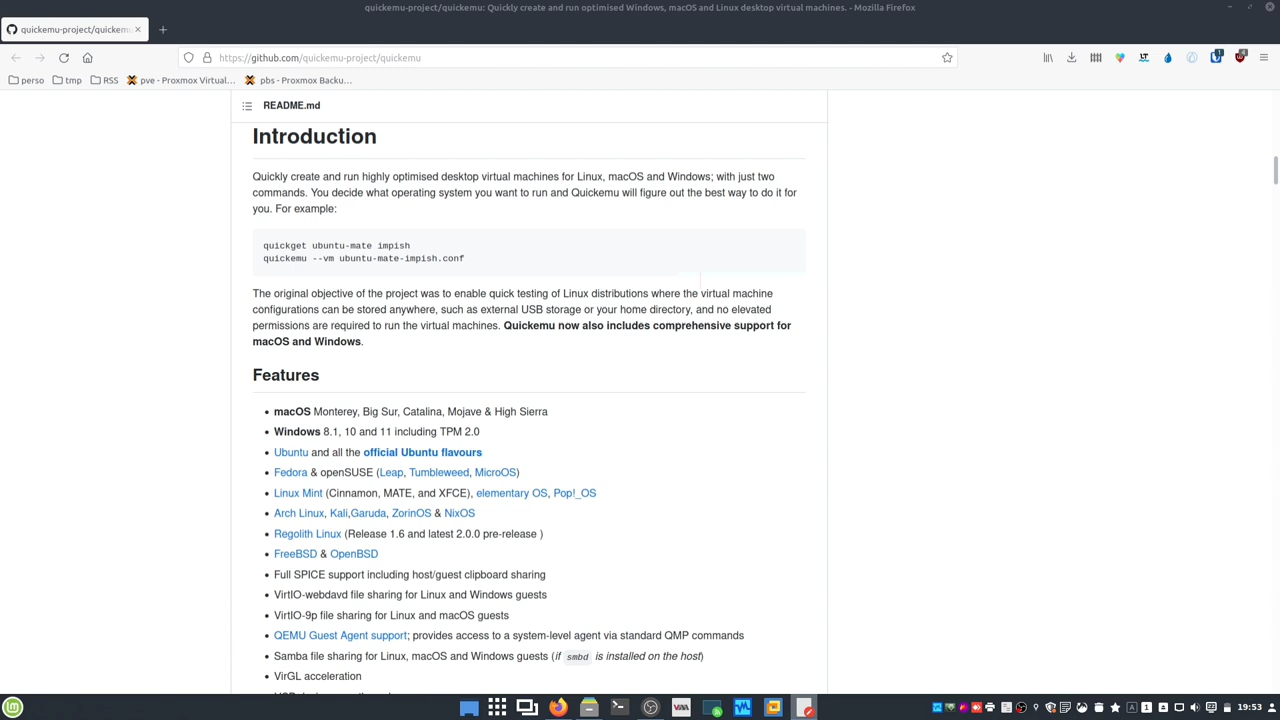 quickemu-project/quickemu: Quickly create and run optimised Windows, macOS and Linux desktop virtual machines. - Mozilla Firefox
quickemu-project/quickemu
https://github.com/quickemu-project/quickemu
perso
tmp
RSS
pve - Proxmox Virtual...
pbs - Proxmox Backu...
README.md
Introduction
Quickly create and run highly optimised desktop virtual machines for Linux, macOS and Windows; with just two
commands. You decide what operating system you want to run and Quickemu will figure out the best way to do it for
you. For example:
quickget ubuntu-mate impish
quickemu --vm ubuntu-mate-impish.conf
The original objective of the project was to enable quick testing of Linux distributions where the virtual machine
configurations can be stored anywhere, such as external USB storage or your home directory, and no elevated
permissions are required to run the virtual machines. Quickemu now also includes comprehensive support for
macOS and Windows.
Features
• macOS Monterey, Big Sur, Catalina, Mojave & High Sierra
• Windows 8.1, 10 and 11 including TPM 2.0
• Ubuntu and all the official Ubuntu flavours
• Fedora & openSUSE (Leap, Tumbleweed, MicroOS)
• Linux Mint (Cinnamon, MATE, and XFCE), elementary OS, Pop!_OS
• Arch Linux, Kali,Garuda, ZorinOS & NixOS
• Regolith Linux (Release 1.6 and latest 2.0.0 pre-release )
• FreeBSD & OpenBSD
• Full SPICE support including host/guest clipboard sharing
• VirtIO-webdavd file sharing for Linux and Windows guests
• VirtIO-9p file sharing for Linux and macOS guests
• QEMU Guest Agent support; provides access to a system-level agent via standard QMP commands
• Samba file sharing for Linux, macOS and Windows guests (if smbd is installed on the host)
• VirGL acceleration
19:53